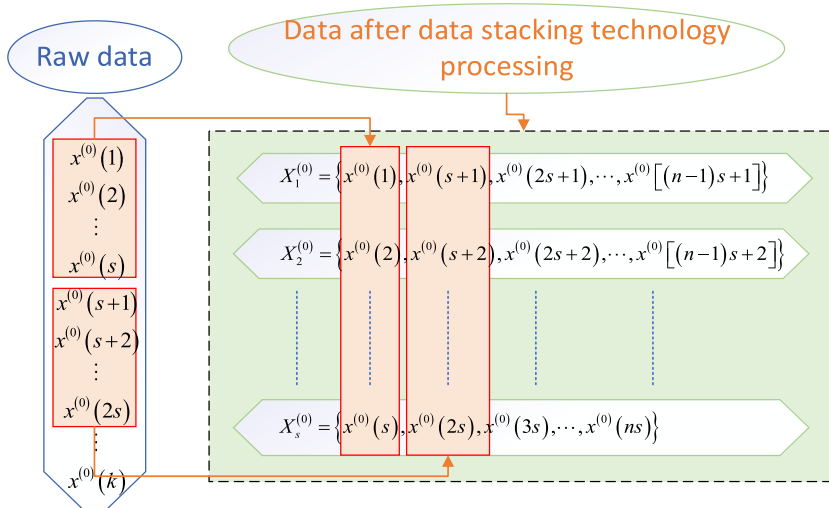 Raw data
Data after data stacking technology
processing
x^{(0)}(1)
x^{(0)}(2)
⋮
x^{(0)}(s)
x^{(0)}(s+1)
x^{(0)}(s+2)
⋮
x^{(0)}(2s)
⋮
x^{(0)}(k)
X_1^{(0)} = {x^{(0)}(1), x^{(0)}(s+1), x^{(0)}(2s+1), ⋯, x^{(0)}[(n−1)s+1]}
X_2^{(0)} = {x^{(0)}(2), x^{(0)}(s+2), x^{(0)}(2s+2), ⋯, x^{(0)}[(n−1)s+2]}
X_s^{(0)} = {x^{(0)}(s), x^{(0)}(2s), x^{(0)}(3s), ⋯, x^{(0)}(ns)}